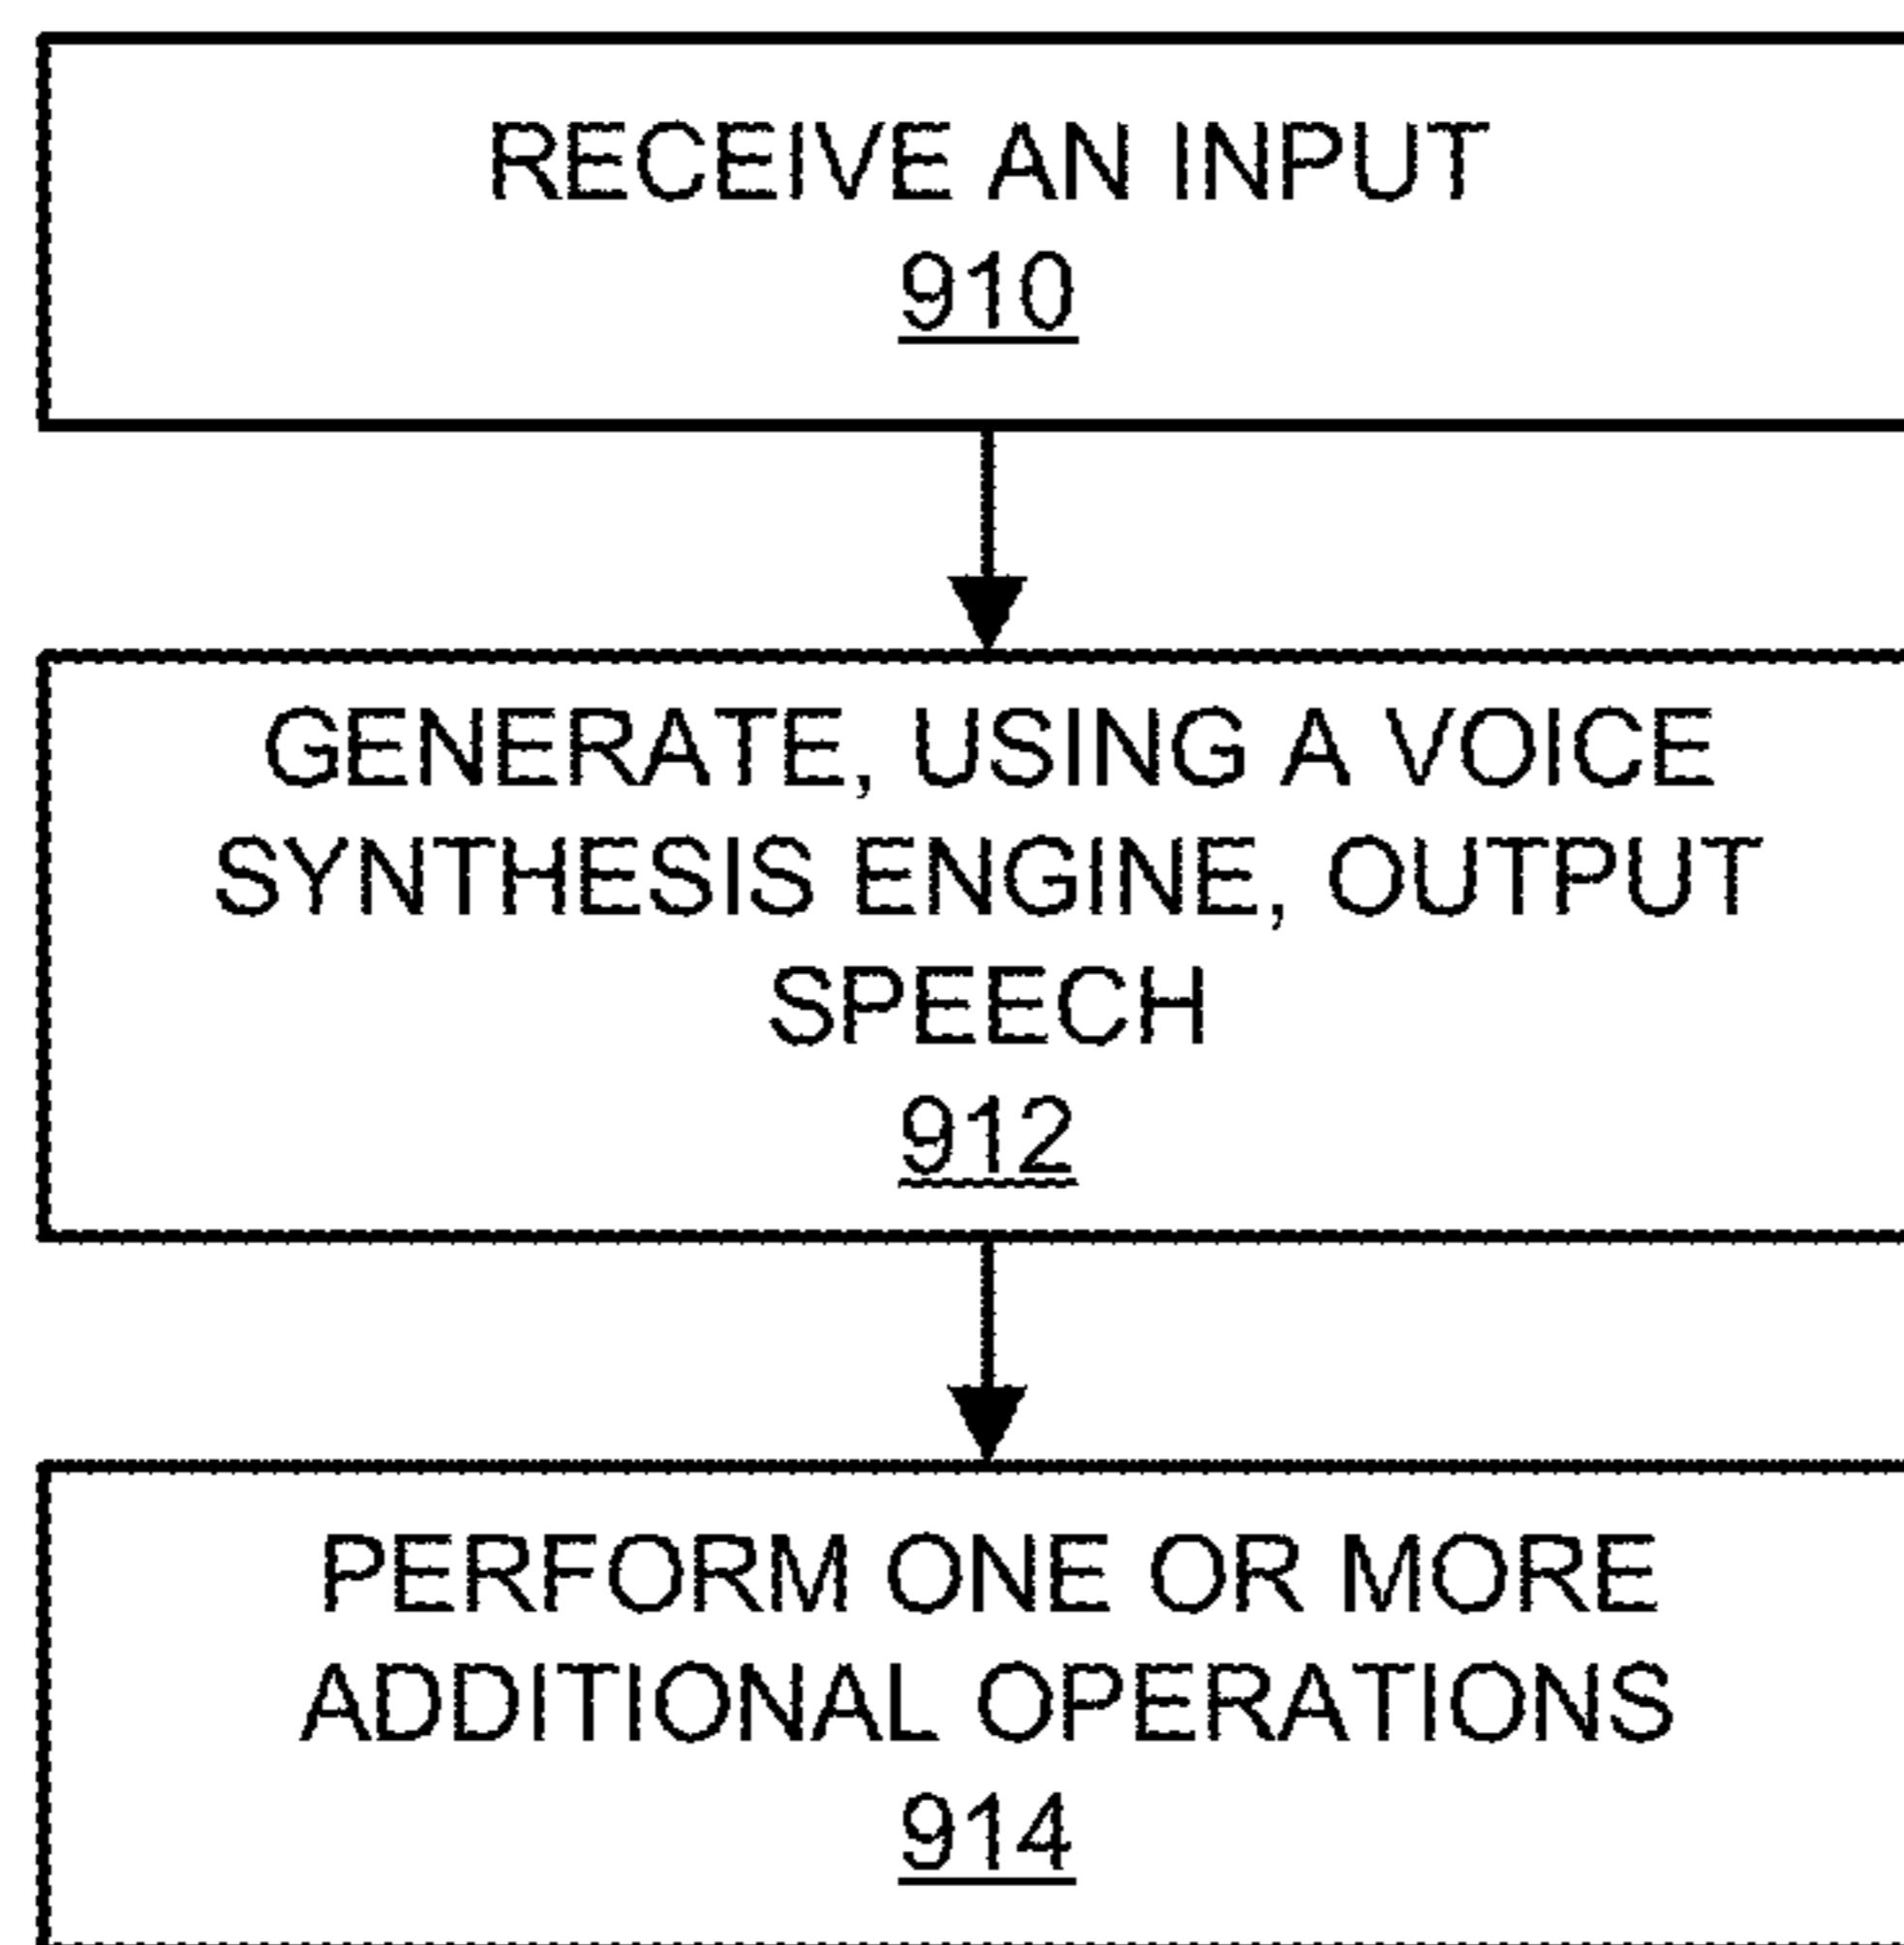 RECEIVE AN INPUT
910
GENERATE, USING A VOICE
SYNTHESIS ENGINE, OUTPUT
SPEECH
912
PERFORM ONE OR MORE
ADDITIONAL OPERATIONS
914